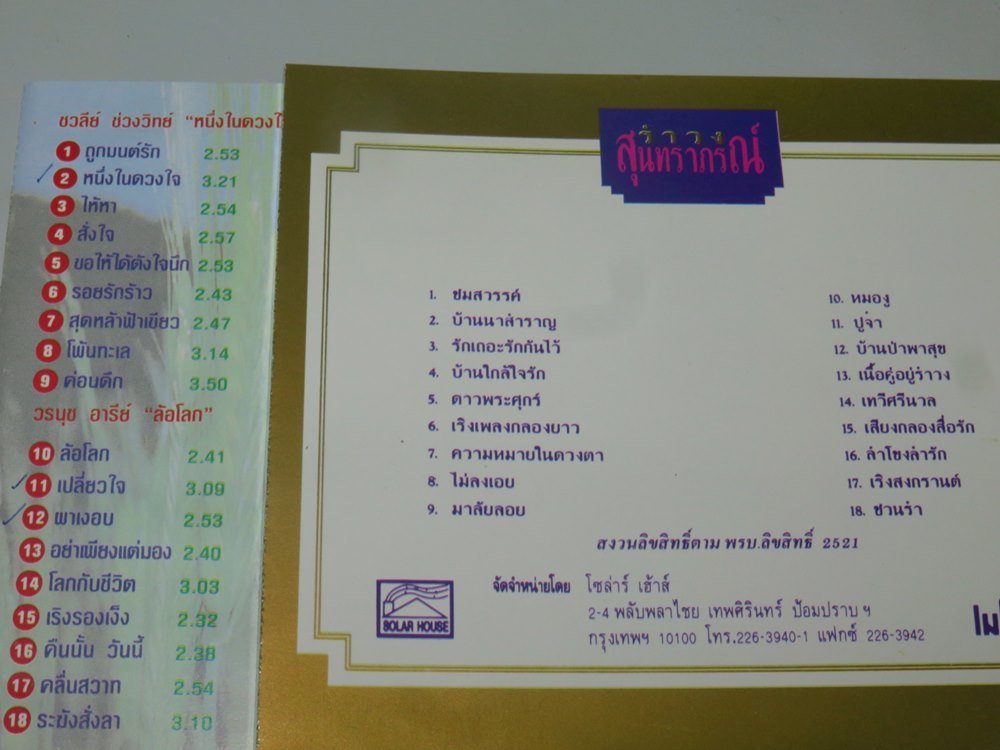 ชวลีย์ ช่วงวิทย์ "หนึ่งในดวงใ
1 ถูกมนต์รัก 2.53
2 หนึ่งในดวงใจ 3.21
3 ไห้หา 2.54
4 สั่งใจ 2.57
5 ขอให้ได้ดังใจนึก 2.53
6 รอยรักร้าว 2.43
7 สุดหล้าฟ้าเขียว 2.47
8 โพ้นทะเล 3.14
9 ค่อนดึก 3.50
วรนุช อารีย์ "ล้อโลก"
10 ล้อโลก 2.41
11 เปลี่ยวใจ 3.09
12 ผาเงอบ 2.53
13 อย่าเพียงแต่มอง 2.40
14 โลกกับชีวิต 3.03
15 เริงรองเง็ง 2.32
16 คืนนั้น วันนี้ 2.38
17 คลื่นสวาท 2.54
18 ระฆังสั่งลา 3.10
รำวง
สุนทราภรณ์
1. ชมสวรรค์
2. บ้านนาสำราญ
3. รักเถอะรักกันไว้
4. บ้านใกล้ใจรัก
5. ดาวพระศุกร์
6. เริงเพลงกลองยาว
7. ความหมายในดวงตา
8. ไม่ลงเอย
9. มาลัยลอย
10. หมองู
11. ปูจ๋า
12. บ้านป่าพาสุข
13. เนื้อคู่อยู่รำวง
14. เทวีศรีนวล
15. เสียงกลองสื่อรัก
16. ลำโขงลำรัก
17. เริงสงกรานต์
18. ชวนรำ
สงวนลิขสิทธิ์ตาม พรบ.ลิขสิทธิ์ 2521
SOLAR HOUSE
จัดจำหน่ายโดย โซล่าร์ เฮ้าส์
2-4 พลับพลาไชย เทพศิรินทร์ ป้อมปราบ ฯ
กรุงเทพฯ 10100 โทร.226-3940-1 แฟกซ์ 226-3942